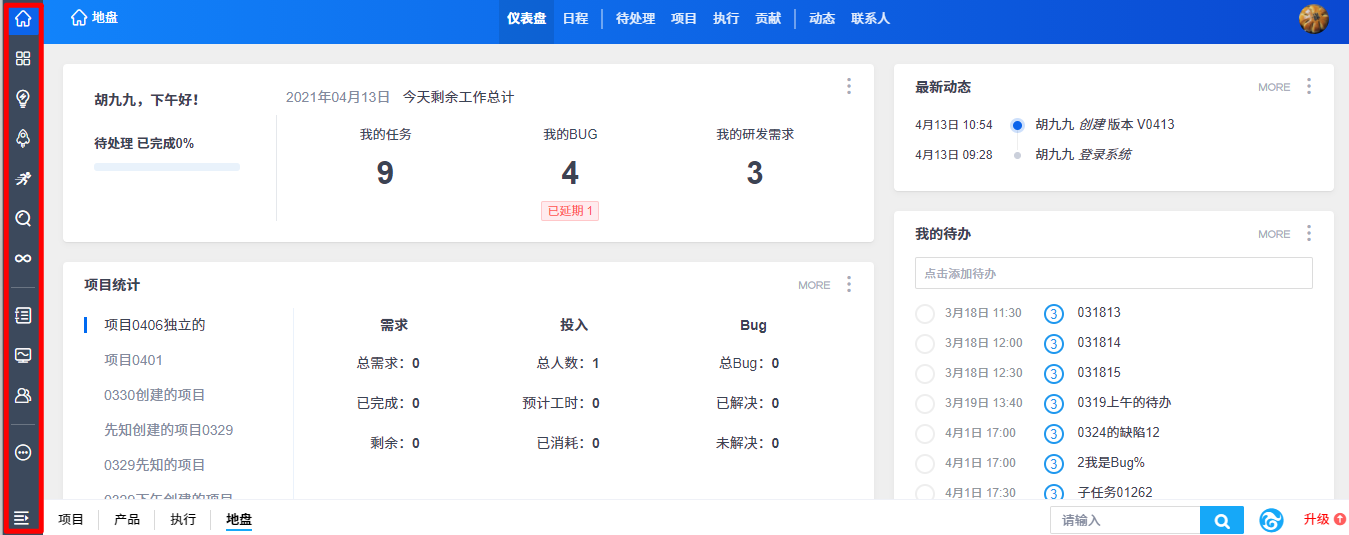 地盘
仪表盘 日程 待处理 项目 执行 贡献 动态 联系人
胡九九，下午好！
待处理 已完成0%
2021年04月13日 今天剩余工作总计
我的任务 我的BUG 我的研发需求
9 4 3
已延期 1
项目统计 MORE
项目0406独立的
项目0401
0330创建的项目
先知创建的项目0329
0329先知的项目
0329下午创建的项目
需求 投入 Bug
总需求：0 总人数：1 总Bug：0
已完成：0 预计工时：0 已解决：0
剩余：0 已消耗：0 未解决：0
最新动态 MORE
4月13日 10:54 胡九九 创建 版本 V0413
4月13日 09:28 胡九九 登录系统
我的待办 MORE
点击添加待办
3月18日 11:30 3 031813
3月18日 12:00 3 031814
3月18日 12:30 3 031815
3月19日 13:40 3 0319上午的待办
4月1日 17:00 3 0324的缺陷12
4月1日 17:00 3 2我是Bug%
4月1日 17:30 3 子任务01262
项目 产品 执行 地盘
请输入
升级